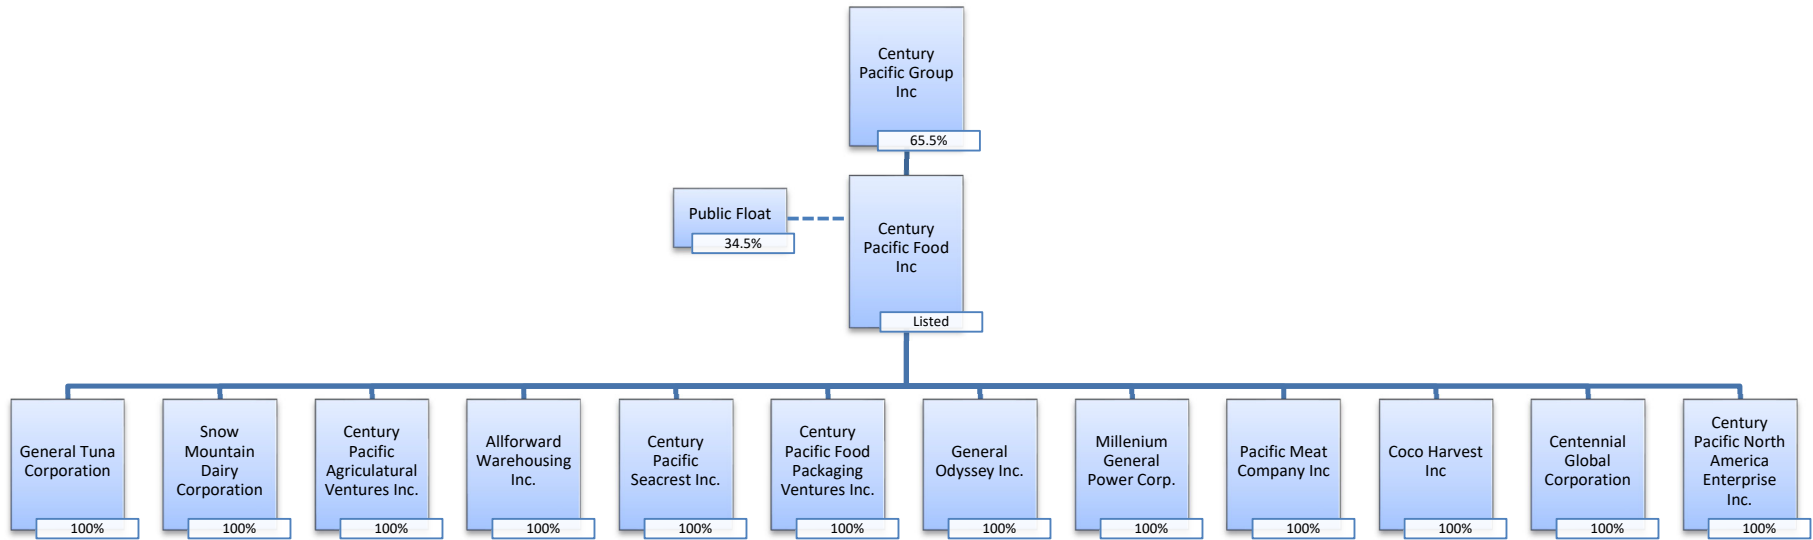 Century
Pacific Group
Inc
65.5%
Public Float
34.5%
Century
Pacific Food
Inc
Listed
General Tuna
Corporation
100%
Snow
Mountain
Dairy
Corporation
100%
Century
Pacific
Agriculatural
Ventures Inc.
100%
Allforward
Warehousing
Inc.
100%
Century
Pacific
Seacrest Inc.
100%
Century
Pacific Food
Packaging
Ventures Inc.
100%
General
Odyssey Inc.
100%
Millenium
General
Power Corp.
100%
Pacific Meat
Company Inc
100%
Coco Harvest
Inc
100%
Centennial
Global
Corporation
100%
Century
Pacific North
America
Enterprise
Inc.
100%